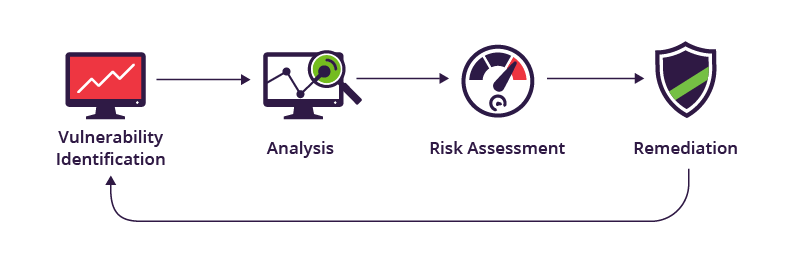 Vulnerability
Identification
Analysis
Risk Assessment
Remediation